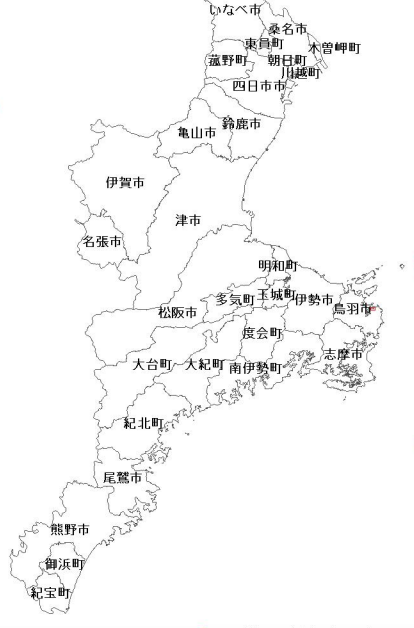 いなべ市
桑名市
東員町
木曽岬町
菰野町
朝日町
川越町
四日市市
鈴鹿市
亀山市
伊賀市
津市
名張市
明和町
玉城町
多気町
伊勢市
鳥羽市
松阪市
度会町
志摩市
大台町
大紀町
南伊勢町
紀北町
尾鷲市
熊野市
御浜町
紀宝町